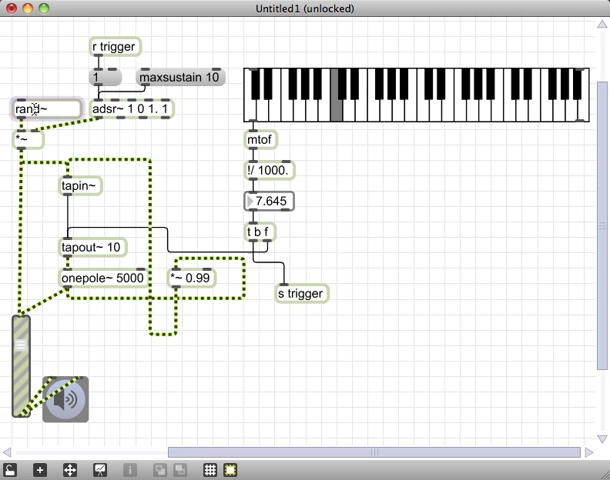 Untitled1 (unlocked)
r trigger
1
maxsustain 10
rand~
adsr~ 1 0 1. 1
*~
mtof
!/ 1000.
tapin~
7.645
t b f
tapout~ 10
onepole~ 5000
*~ 0.99
s trigger